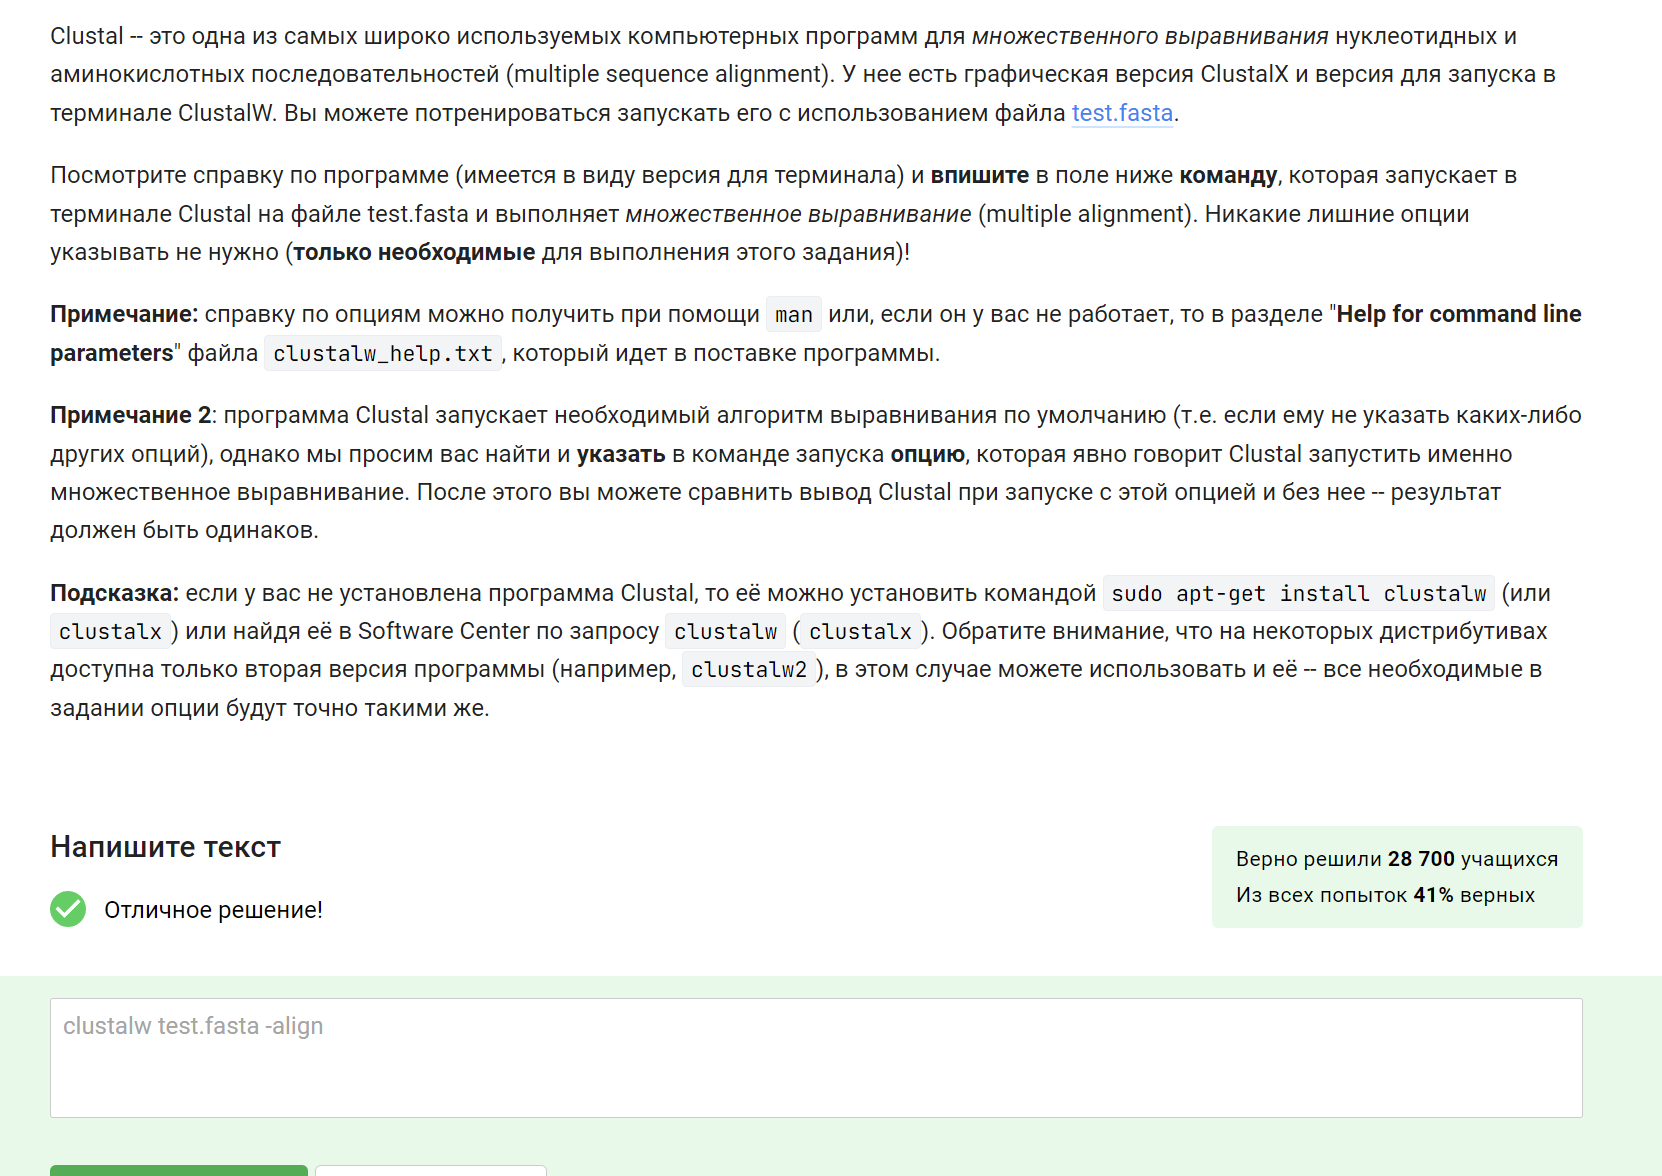 Clustal -- это одна из самых широко используемых компьютерных программ для множественного выравнивания нуклеотидных и
аминокислотных последовательностей (multiple sequence alignment). У нее есть графическая версия ClustalX и версия для запуска в
терминале ClustalW. Вы можете потренироваться запускать его с использованием файла test.fasta.
Посмотрите справку по программе (имеется в виду версия для терминала) и впишите в поле ниже команду, которая запускает в
терминале Clustal на файле test.fasta и выполняет множественное выравнивание (multiple alignment). Никакие лишние опции
указывать не нужно (только необходимые для выполнения этого задания)!
Примечание: справку по опциям можно получить при помощи man или, если он у вас не работает, то в разделе "Help for command line
parameters" файла clustalw_help.txt, который идет в поставке программы.
Примечание 2: программа Clustal запускает необходимый алгоритм выравнивания по умолчанию (т.е. если ему не указать каких-либо
других опций), однако мы просим вас найти и указать в команде запуска опцию, которая явно говорит Clustal запустить именно
множественное выравнивание. После этого вы можете сравнить вывод Clustal при запуске с этой опцией и без нее -- результат
должен быть одинаков.
Подсказка: если у вас не установлена программа Clustal, то её можно установить командой sudo apt-get install clustalw (или
clustalx) или найдя её в Software Center по запросу clustalw (clustalx). Обратите внимание, что на некоторых дистрибутивах
доступна только вторая версия программы (например, clustalw2), в этом случае можете использовать и её -- все необходимые в
задании опции будут точно такими же.
Напишите текст
Верно решили 28 700 учащихся
Из всех попыток 41% верных
Отличное решение!
clustalw test.fasta -align